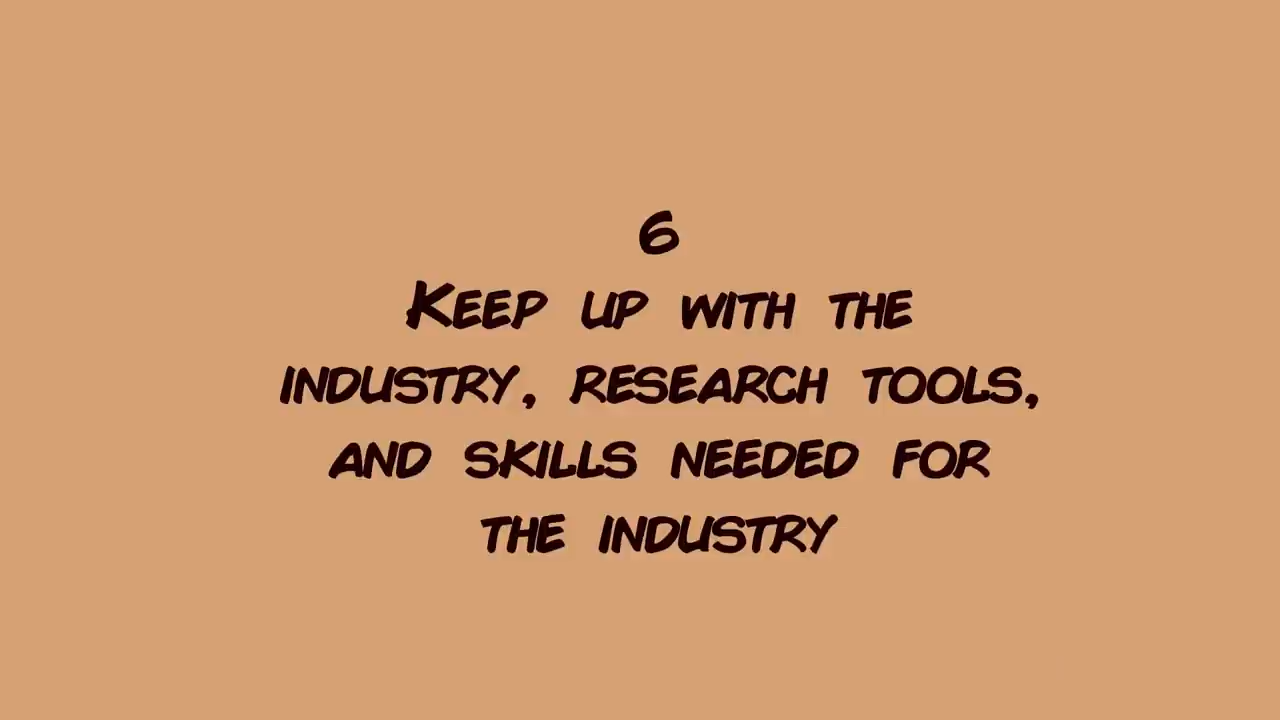 6
Keep up with the
industry, research tools,
and skills needed for
the industry